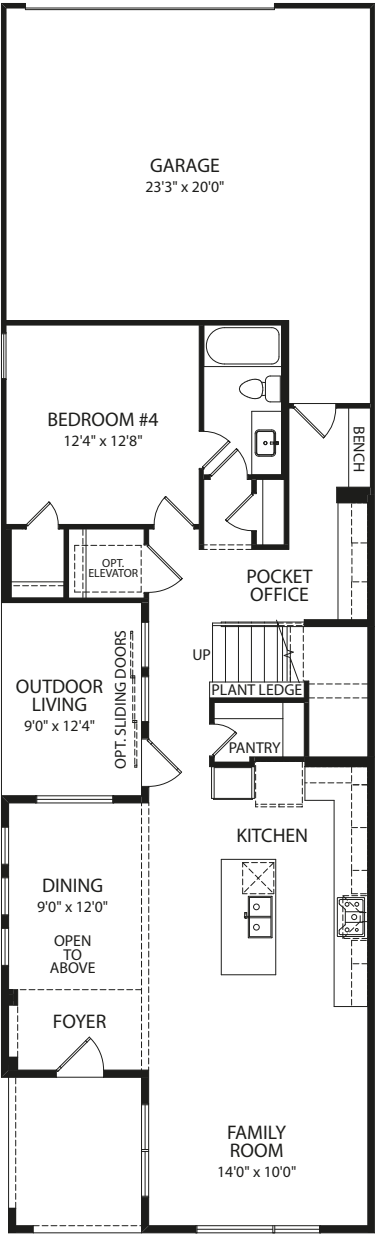 GARAGE
23'3" x 20'0"
BEDROOM #4
12'4" x 12'8"
BENCH
OPT.
ELEVATOR
POCKET
OFFICE
UP
PLANT LEDGE
OUTDOOR
LIVING
9'0" x 12'4"
OPT. SLIDING DOORS
PANTRY
KITCHEN
DINING
9'0" x 12'0"
OPEN
TO
ABOVE
FOYER
FAMILY
ROOM
14'0" x 10'0"